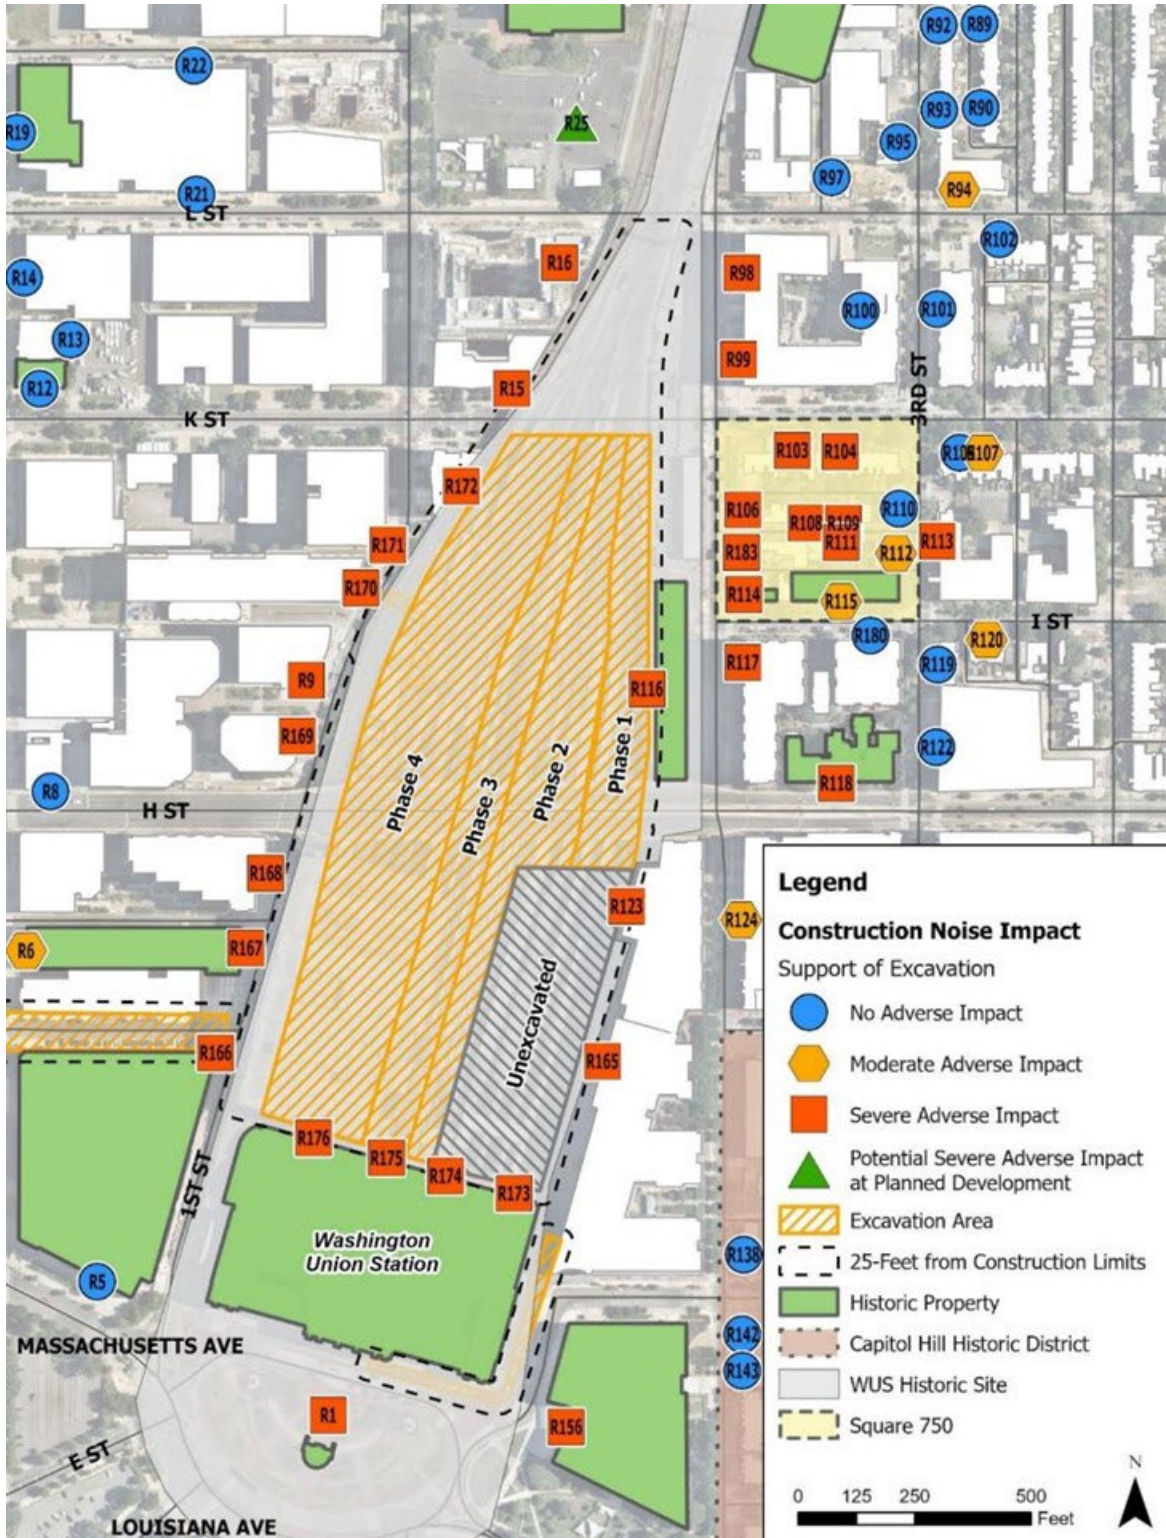 R92
R89
R22
R19
R25
R93
R90
R95
R97
R94
R21
L ST
R102
R14
R16
R98
R100
R101
R13
R99
R12
R15
3RD ST
K ST
R103
R104
R107
R172
R106
R108
R109
R110
R171
R183
R111
R112
R113
R170
R114
R115
I ST
R180
R120
R9
R117
R119
R116
R169
R122
Phase 4
Phase 3
Phase 2
Phase 1
R118
R8
H ST
R168
R123
R124
R6
R167
Unexcavated
R166
R165
R176
R175
R174
R173
1ST ST
Washington
Union Station
R138
R5
R142
R143
MASSACHUSETTS AVE
R1
R156
E ST
LOUISIANA AVE
Legend
Construction Noise Impact
Support of Excavation
No Adverse Impact
Moderate Adverse Impact
Severe Adverse Impact
Potential Severe Adverse Impact
at Planned Development
Excavation Area
25-Feet from Construction Limits
Historic Property
Capitol Hill Historic District
WUS Historic Site
Square 750
N
0 125 250 500
Feet